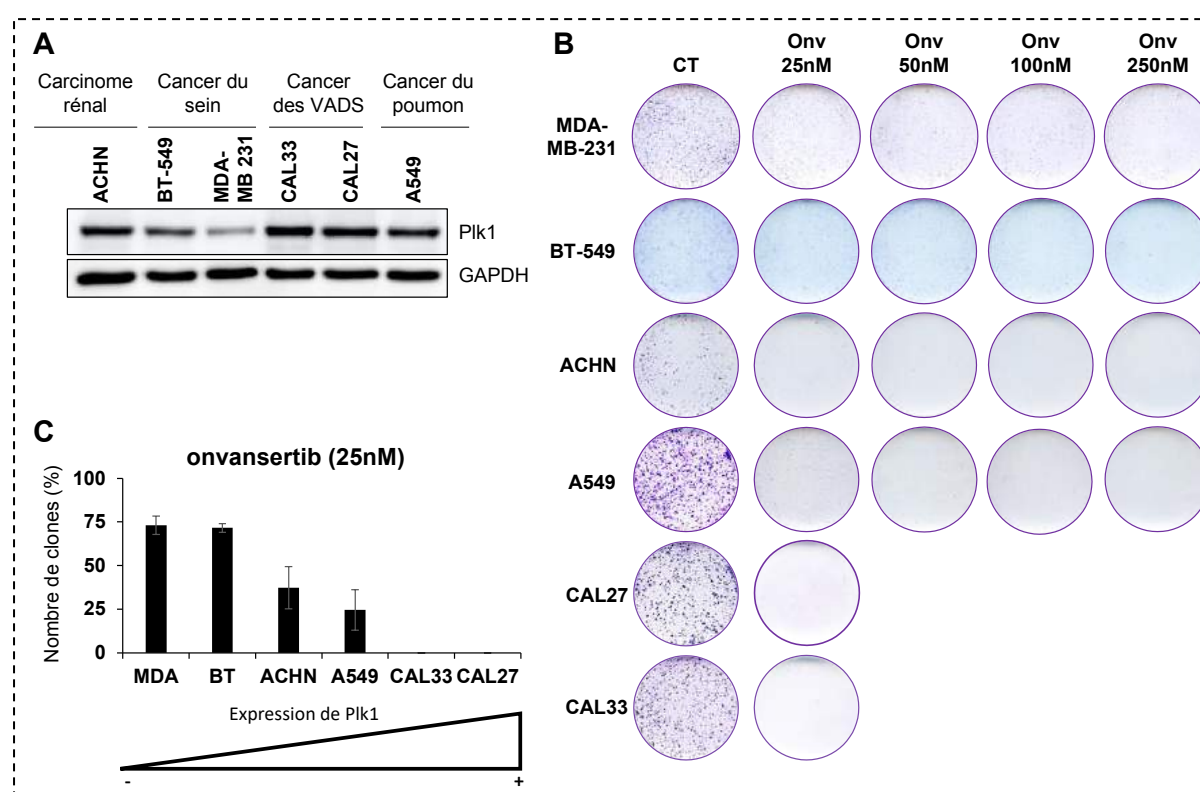 A
Carcinome
rénal
Cancer du
sein
Cancer
des VADS
Cancer du
poumon
ACHN
BT-549
MDA-
MB 231
CAL33
CAL27
A549
Plk1
GAPDH
B
CT
Onv
25nM
Onv
50nM
Onv
100nM
Onv
250nM
MDA-
MB-231
BT-549
ACHN
A549
CAL27
CAL33
C
onvansertib (25nM)
Nombre de clones (%)
100
75
50
25
0
MDA BT ACHN A549 CAL33 CAL27
Expression de Plk1
- +